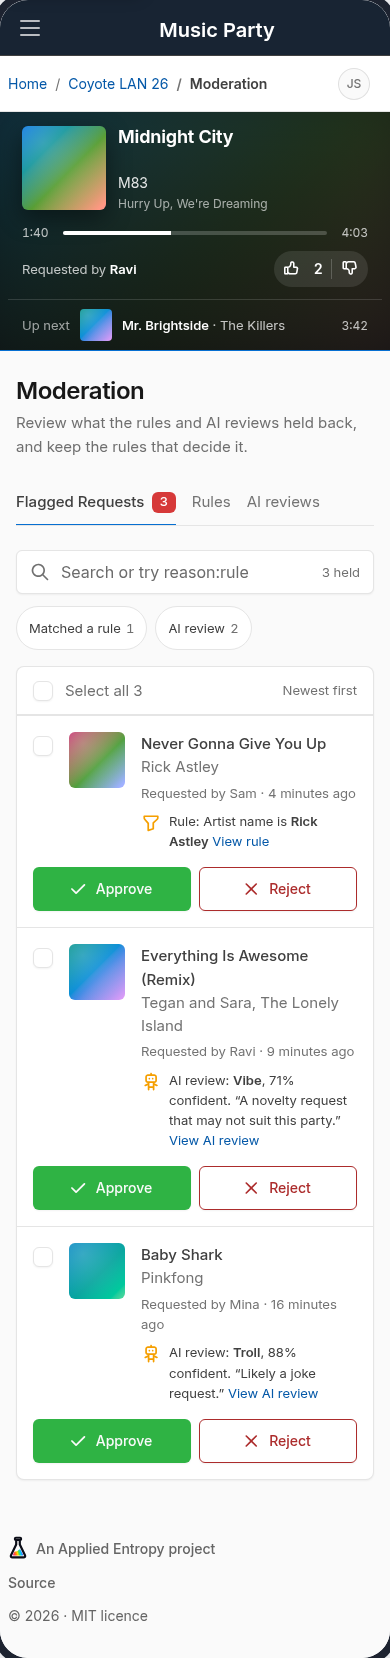 Music Party
Home / Coyote LAN 26 / Moderation
JS
Midnight City
M83
Hurry Up, We're Dreaming
1:40
4:03
Requested by Ravi
2
Up next
Mr. Brightside · The Killers
3:42
Moderation
Review what the rules and AI reviews held back,
and keep the rules that decide it.
Flagged Requests 3 Rules AI reviews
Search or try reason:rule
3 held
Matched a rule 1
AI review 2
Select all 3
Newest first
Never Gonna Give You Up
Rick Astley
Requested by Sam · 4 minutes ago
Rule: Artist name is Rick
Astley View rule
Approve
Reject
Everything Is Awesome
(Remix)
Tegan and Sara, The Lonely
Island
Requested by Ravi · 9 minutes ago
AI review: Vibe, 71%
confident. “A novelty request
that may not suit this party.”
View AI review
Approve
Reject
Baby Shark
Pinkfong
Requested by Mina · 16 minutes
ago
AI review: Troll, 88%
confident. “Likely a joke
request.” View AI review
Approve
Reject
An Applied Entropy project
Source
© 2026 · MIT licence